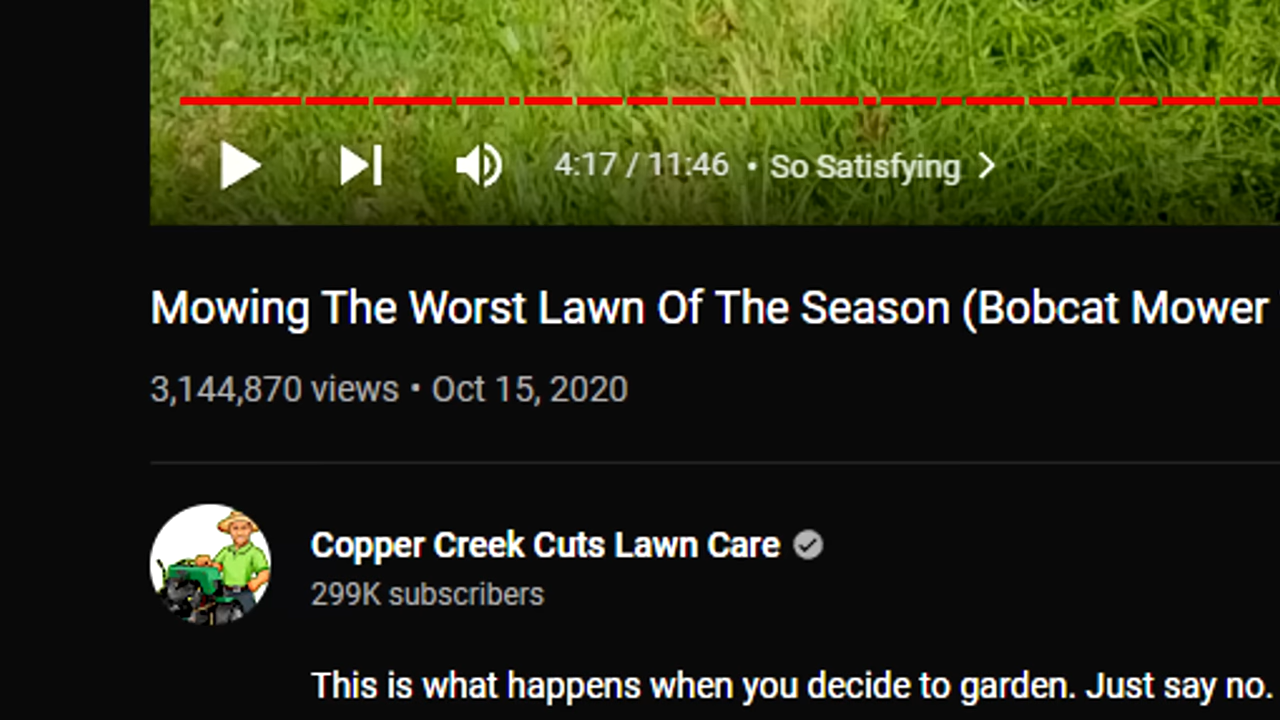 4:17 / 11:46 • So Satisfying
Mowing The Worst Lawn Of The Season (Bobcat Mower
3,144,870 views • Oct 15, 2020
Copper Creek Cuts Lawn Care
299K subscribers
This is what happens when you decide to garden. Just say no.